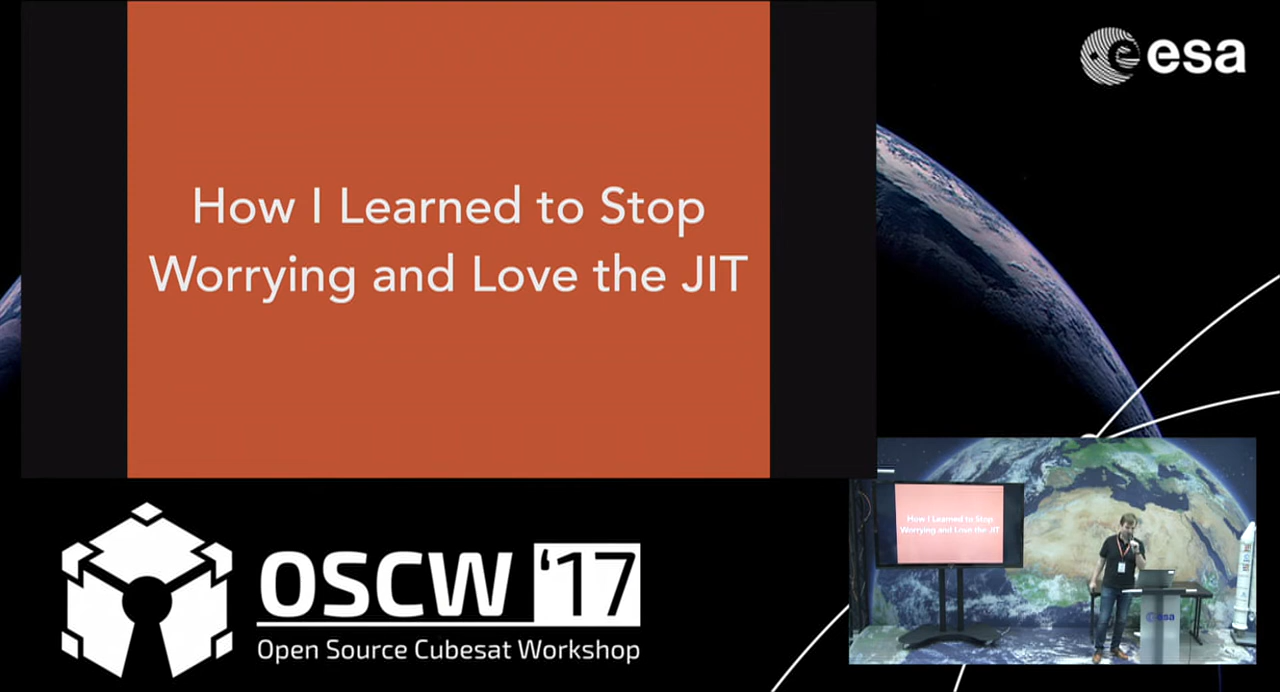 How I Learned to Stop
Worrying and Love the JIT
esa
How I Learned to Stop
Worrying and Love the JIT
esa
OSCW '17
Open Source Cubesat Workshop